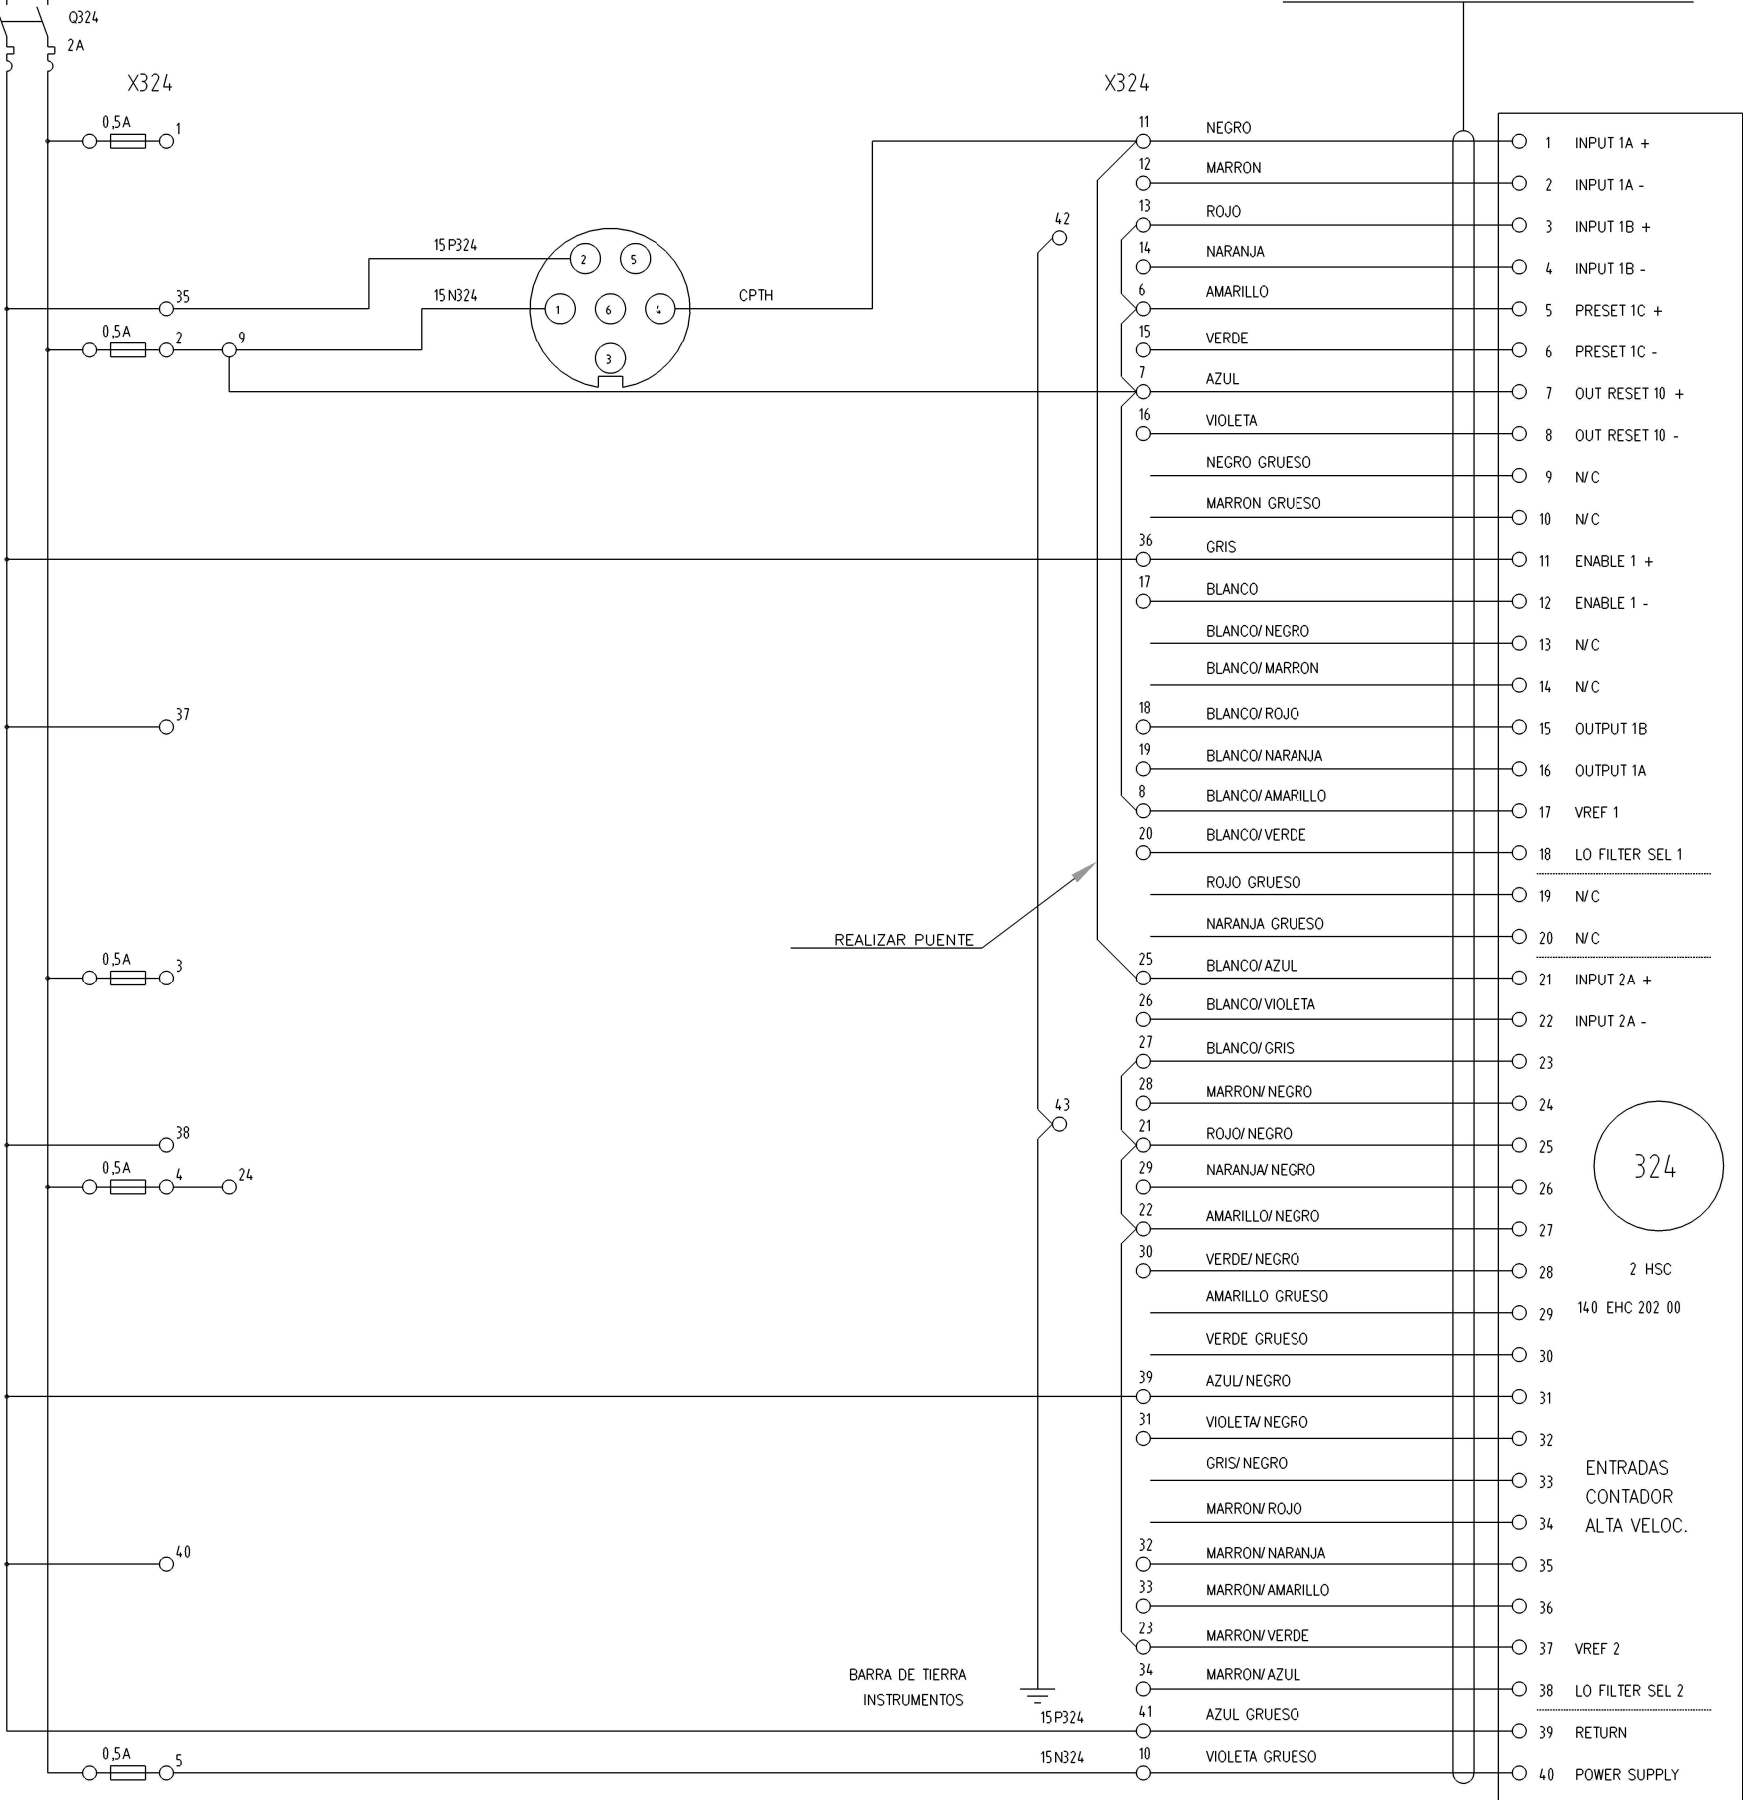 Q324
2A
X324
X324
0,5A
1
11
NEGRO
1
INPUT 1A +
12
MARRON
2
INPUT 1A -
13
ROJO
3
INPUT 1B +
42
14
NARANJA
4
INPUT 1B -
15P324
2
5
35
15N324
1
6
4
CPTH
6
AMARILLO
5
PRESET 1C +
0,5A
2
9
3
15
VERDE
6
PRESET 1C -
7
AZUL
7
OUT RESET 10 +
16
VIOLETA
8
OUT RESET 10 -
NEGRO GRUESO
9
N/C
MARRON GRUESO
10
N/C
36
GRIS
11
ENABLE 1 +
17
BLANCO
12
ENABLE 1 -
BLANCO/NEGRO
13
N/C
BLANCO/MARRON
14
N/C
37
18
BLANCO/ROJO
15
OUTPUT 1B
19
BLANCO/NARANJA
16
OUTPUT 1A
8
BLANCO/AMARILLO
17
VREF 1
20
BLANCO/VERDE
18
LO FILTER SEL 1
ROJO GRUESO
19
N/C
REALIZAR PUENTE
NARANJA GRUESO
20
N/C
0,5A
3
25
BLANCO/AZUL
21
INPUT 2A +
26
BLANCO/VIOLETA
22
INPUT 2A -
27
BLANCO/GRIS
23
43
28
MARRON/NEGRO
24
38
21
ROJO/NEGRO
25
324
0,5A
4
24
29
NARANJA/NEGRO
26
22
AMARILLO/NEGRO
27
30
VERDE/NEGRO
28
2 HSC
AMARILLO GRUESO
29
140 EHC 202 00
VERDE GRUESO
30
39
AZUL/NEGRO
31
31
VIOLETA/NEGRO
32
GRIS/NEGRO
33
ENTRADAS
CONTADOR
ALTA VELOC.
MARRON/ROJO
34
40
32
MARRON/NARANJA
35
33
MARRON/AMARILLO
36
23
MARRON/VERDE
37
VREF 2
BARRA DE TIERRA
INSTRUMENTOS
34
MARRON/AZUL
38
LO FILTER SEL 2
15P324
41
AZUL GRUESO
39
RETURN
0,5A
5
15N324
10
VIOLETA GRUESO
40
POWER SUPPLY